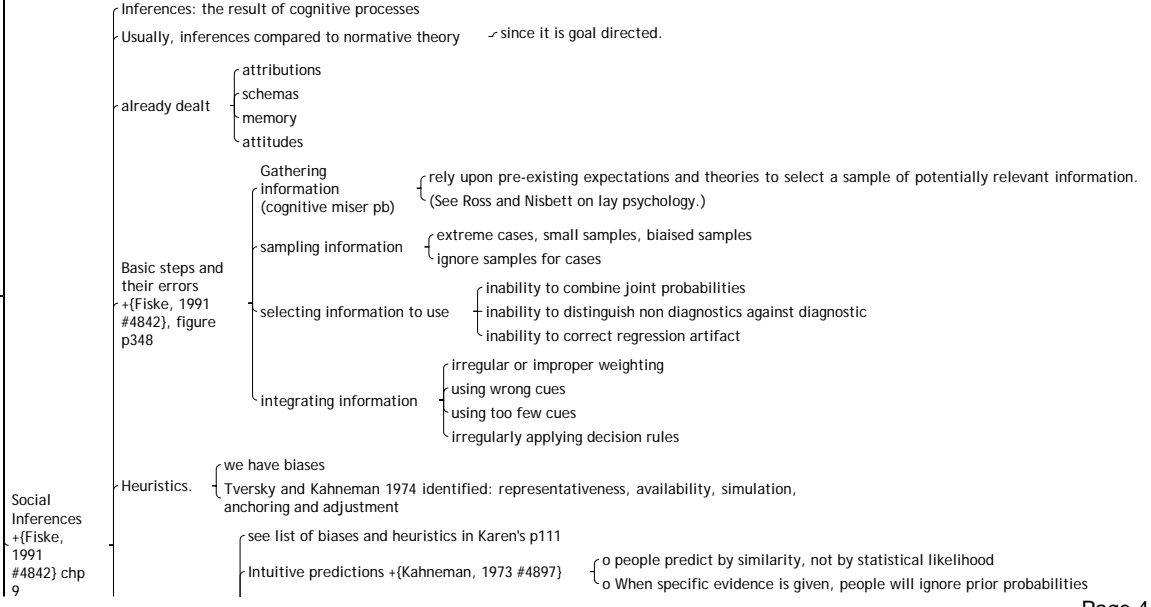 Inferences: the result of cognitive processes
Usually, inferences compared to normative theory
since it is goal directed.
already dealt
attributions
schemas
memory
attitudes
Basic steps and
their errors
+{Fiske, 1991
#4842}, figure
p348
Gathering
information
(cognitive miser pb)
rely upon pre-existing expectations and theories to select a sample of potentially relevant information.
(See Ross and Nisbett on lay psychology.)
sampling information
extreme cases, small samples, biaised samples
ignore samples for cases
selecting information to use
inability to combine joint probabilities
inability to distinguish non diagnostics against diagnostic
inability to correct regression artifact
integrating information
irregular or improper weighting
using wrong cues
using too few cues
irregularly applying decision rules
Heuristics.
we have biases
Tversky and Kahneman 1974 identified: representativeness, availability, simulation,
anchoring and adjustment
Social
Inferences
+{Fiske,
1991
#4842} chp
9
see list of biases and heuristics in Karen's p111
Intuitive predictions +{Kahneman, 1973 #4897}
o people predict by similarity, not by statistical likelihood
o When specific evidence is given, people will ignore prior probabilities
Page 4